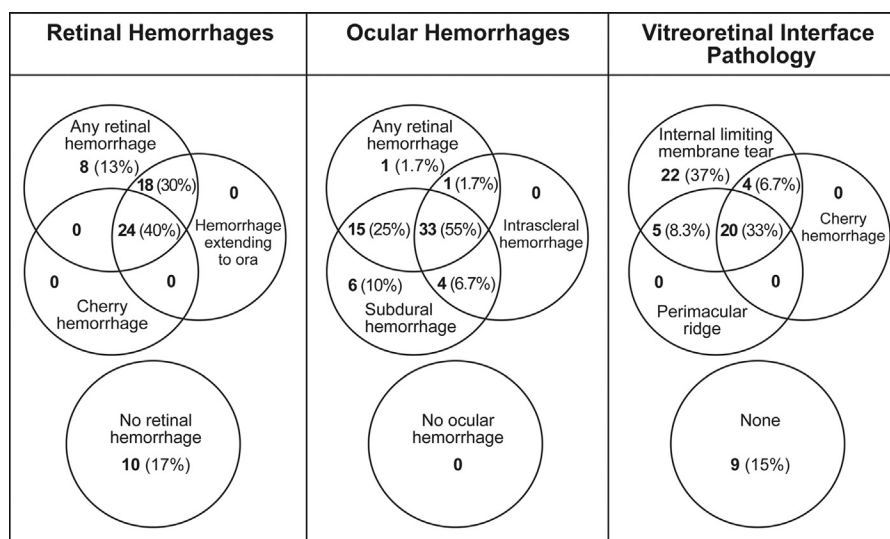 Retinal Hemorrhages
Any retinal
hemorrhage
8 (13%)
18 (30%)
0
0
24 (40%)
Hemorrhage
extending
to ora
0
0
Cherry
hemorrhage
No retinal
hemorrhage
10 (17%)
Ocular Hemorrhages
Any retinal
hemorrhage
1 (1.7%)
1 (1.7%)
0
15 (25%)
33 (55%)
Intrascleral
hemorrhage
6 (10%)
4 (6.7%)
Subdural
hemorrhage
No ocular
hemorrhage
0
Vitreoretinal Interface
Pathology
Internal limiting
membrane tear
22 (37%)
4 (6.7%)
0
5 (8.3%)
20 (33%)
Cherry
hemorrhage
0
0
Perimacular
ridge
None
9 (15%)